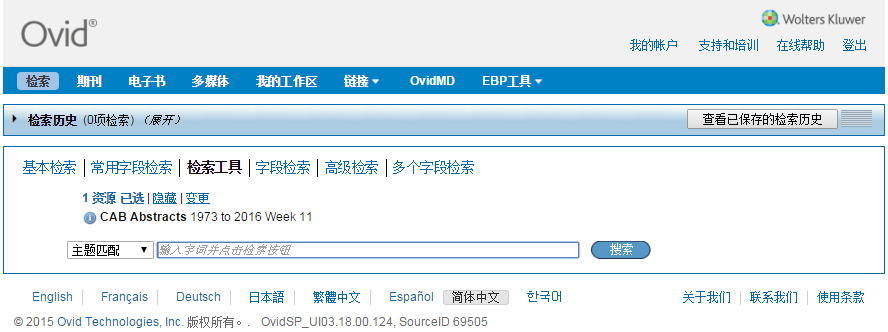 Ovid®
Wolters Kluwer
我的帐户 支持和培训 在线帮助 登出
检索 期刊 电子书 多媒体 我的工作区 链接 OvidMD EBP工具
检索历史 (0项检索) (展开) 查看已保存的检索历史
基本检索 | 常用字段检索 | 检索工具 | 字段检索 | 高级检索 | 多个字段检索
1 资源 已选 | 隐藏 | 变更
CAB Abstracts 1973 to 2016 Week 11
主题匹配 输入字词并点击检索按钮 搜索
English | Français | Deutsch | 日本語 | 繁體中文 | Español 简体中文 | 한국어 关于我们 | 联系我们 | 使用条款
© 2015 Ovid Technologies, Inc. 版权所有。. OvidSP_UI03.18.00.124, SourceID 69505